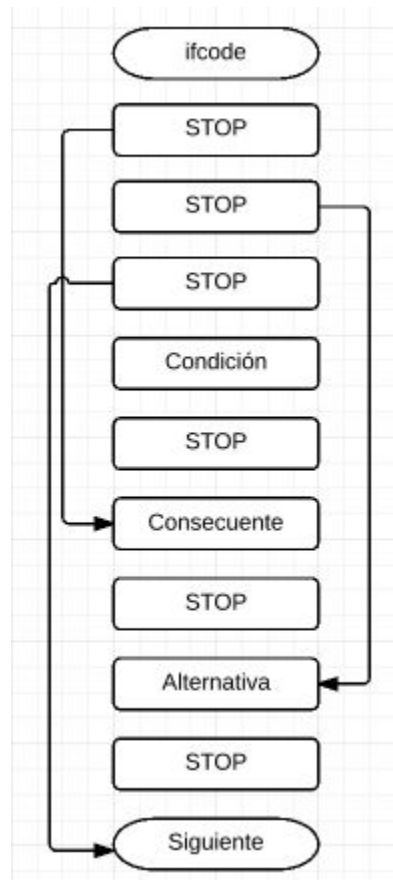 ifcode
STOP
STOP
STOP
Condición
STOP
Consecuente
STOP
Alternativa
STOP
Siguiente